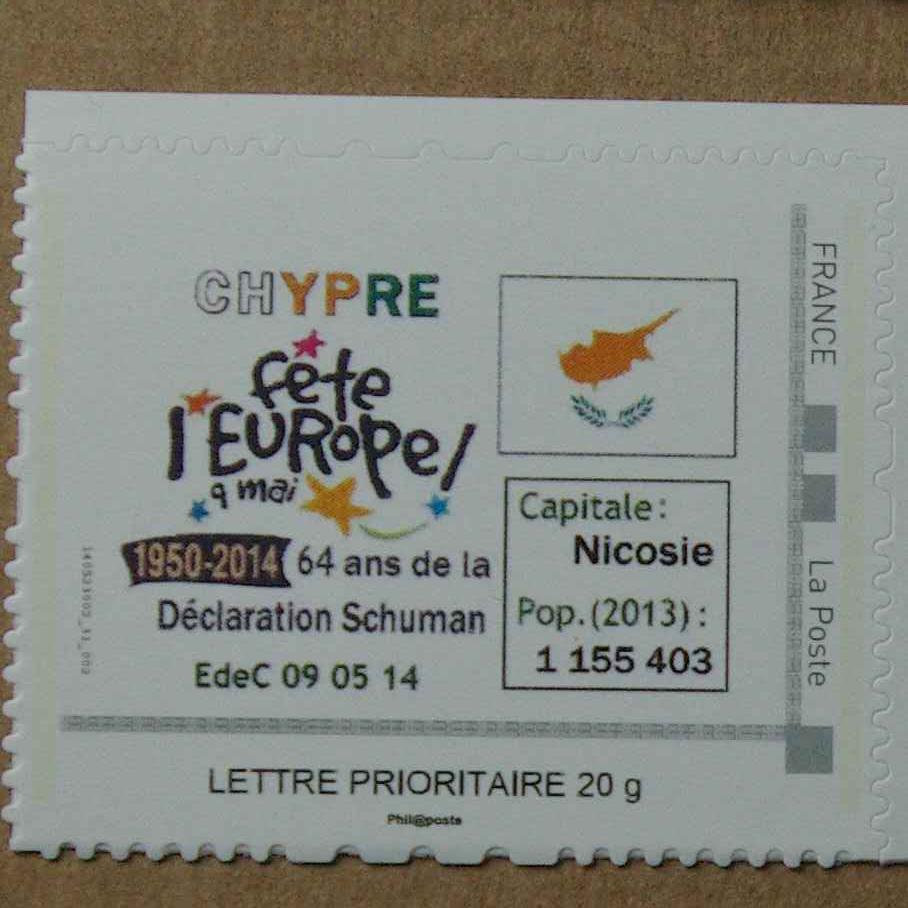 CHYPRE
fête
l'EUROPE!
9 mai
1950-2014 64 ans de la
Déclaration Schuman
EdeC 09 05 14
Capitale:
Nicosie
Pop.(2013) :
1 155 403
FRANCE
La Poste
LETTRE PRIORITAIRE 20 g
Phil@poste